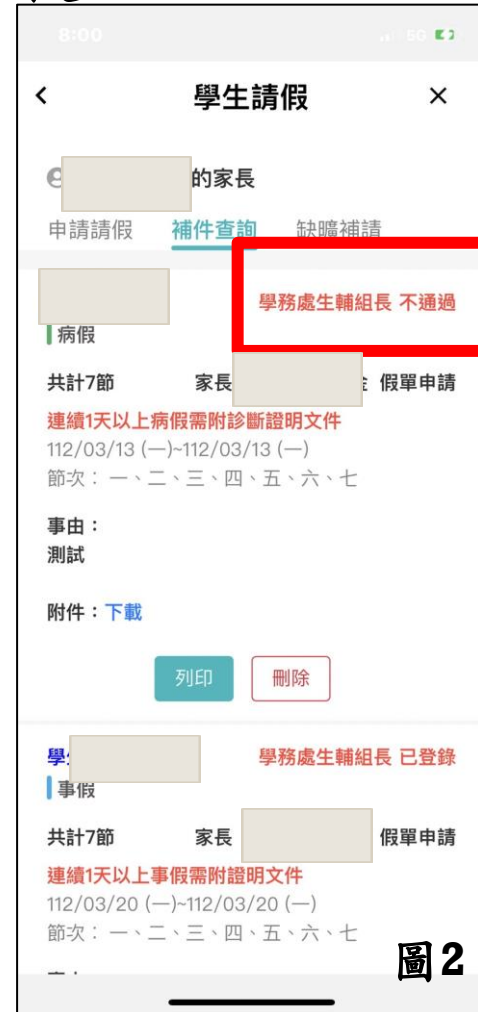 8:00 5G
學生請假
的家長
申請請假 補件查詢 缺曠補請
學務處生輔組長 不通過
病假
共計7節 家長 假單申請
連續1天以上病假需附診斷證明文件
112/03/13 (一)~112/03/13 (一)
節次：一、二、三、四、五、六、七
事由：
測試
附件：下載
列印 刪除
學務處生輔組長 已登錄
事假
共計7節 家長 假單申請
連續1天以上事假需附證明文件
112/03/20 (一)~112/03/20 (一)
節次：一、二、三、四、五、六、七
圖2